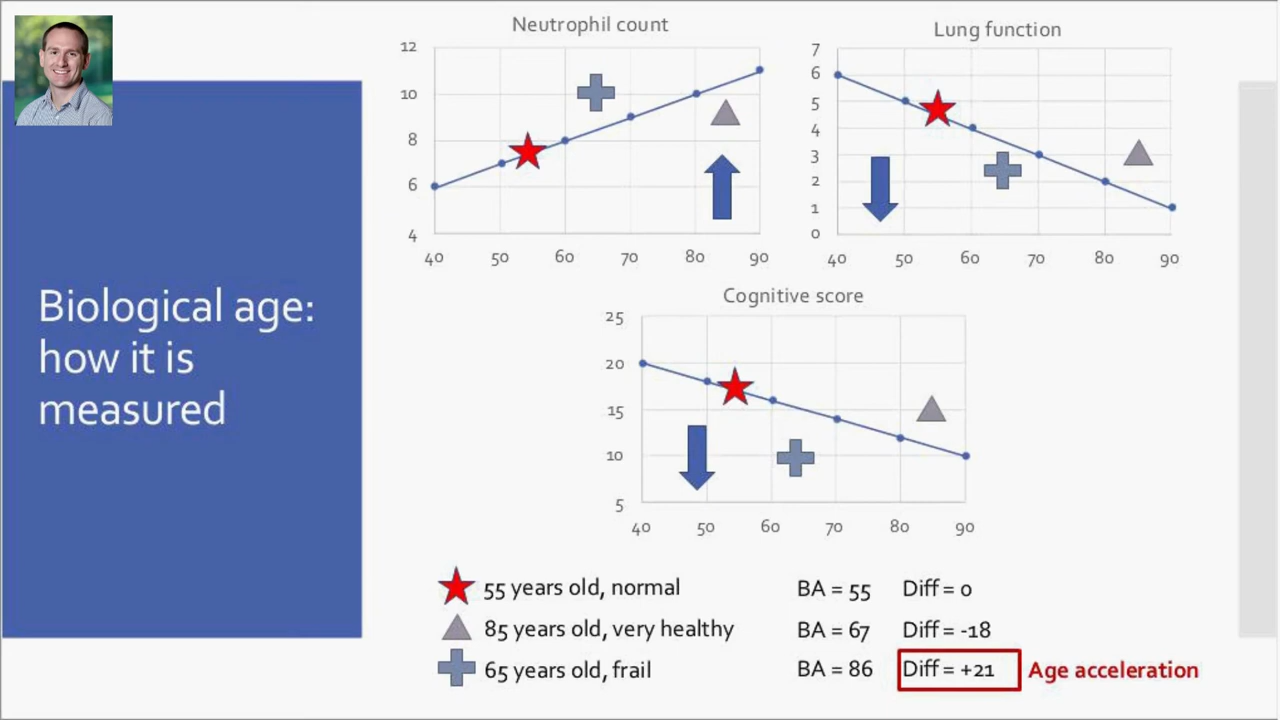 Biological age:
how it is
measured
Neutrophil count
12
10
8
6
4
40 50 60 70 80 90
Lung function
7
6
5
4
3
2
1
0
40 50 60 70 80 90
Cognitive score
25
20
15
10
5
40 50 60 70 80 90
55 years old, normal BA = 55 Diff = 0
85 years old, very healthy BA = 67 Diff = -18
65 years old, frail BA = 86 Diff = +21 Age acceleration